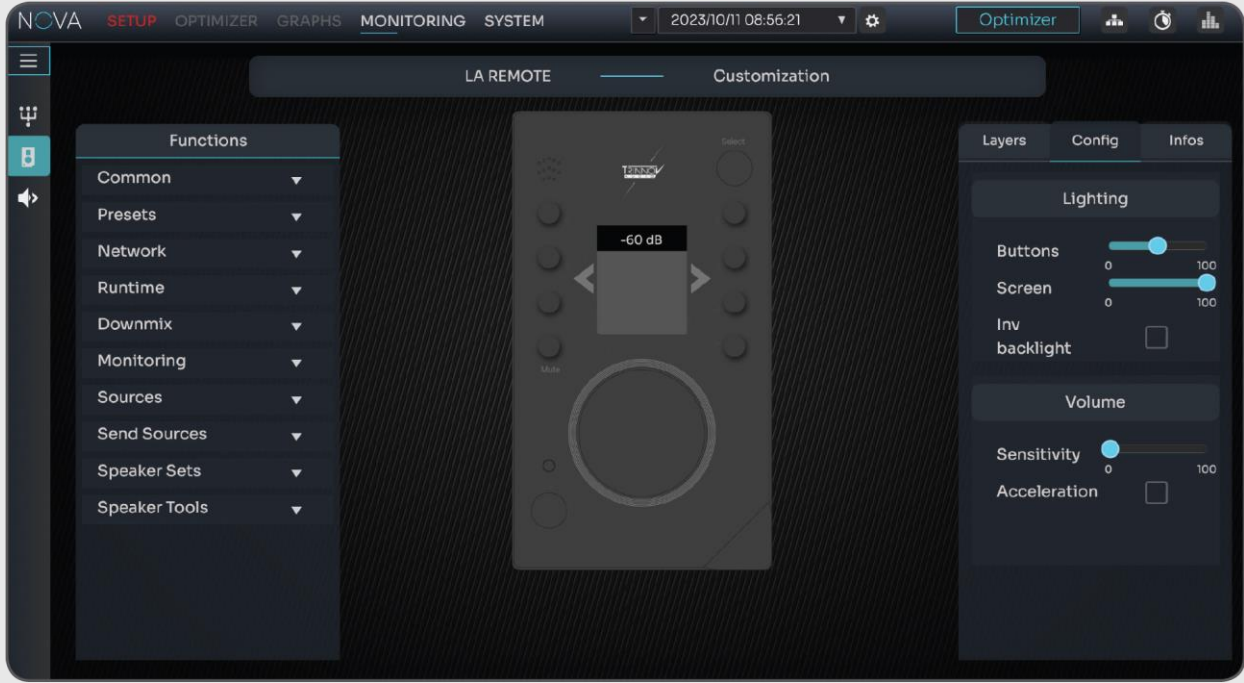 NOVA SETUP OPTIMIZER GRAPHS MONITORING SYSTEM 2023/10/11 08:56:21 Optimizer
LA REMOTE Customization
Functions
Common
Presets
Network
Runtime
Downmix
Monitoring
Sources
Send Sources
Speaker Sets
Speaker Tools
Select
TRINNOV
AUDIO
-60 dB
Mute
Layers Config Infos
Lighting
Buttons
0 100
Screen
0 100
Inv
backlight
Volume
Sensitivity
0 100
Acceleration